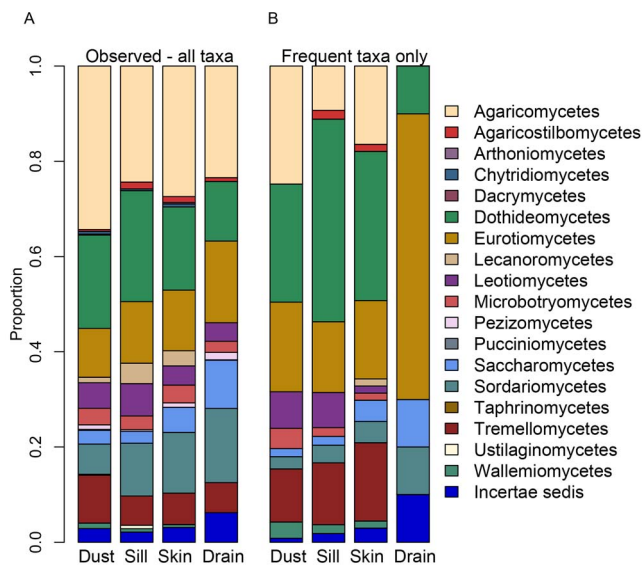 A
B
Observed - all taxa
Frequent taxa only
Proportion
1.0
0.8
0.6
0.4
0.2
0.0
Dust Sill Skin Drain
Dust Sill Skin Drain
Agaricomycetes
Agaricostilbomycetes
Arthoniomycetes
Chytridiomycetes
Dacrymycetes
Dothideomycetes
Eurotiomycetes
Lecanoromycetes
Leotiomycetes
Microbotryomycetes
Pezizomycetes
Pucciniomycetes
Saccharomycetes
Sordariomycetes
Taphrinomycetes
Tremellomycetes
Ustilaginomycetes
Wallemiomycetes
Incertae sedis